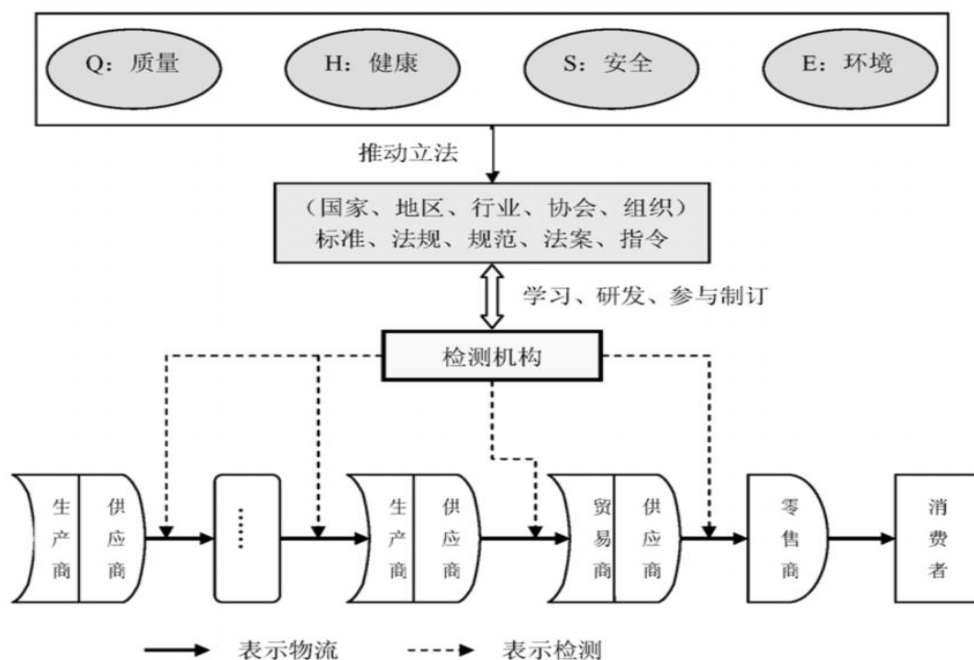 Q：质量
H：健康
S：安全
E：环境
推动立法
（国家、地区、行业、协会、组织）
标准、法规、规范、法案、指令
学习、研发、参与制订
检测机构
生产商
供应商
……
生产商
供应商
贸易商
供应商
零售商
消费者
表示物流
表示检测